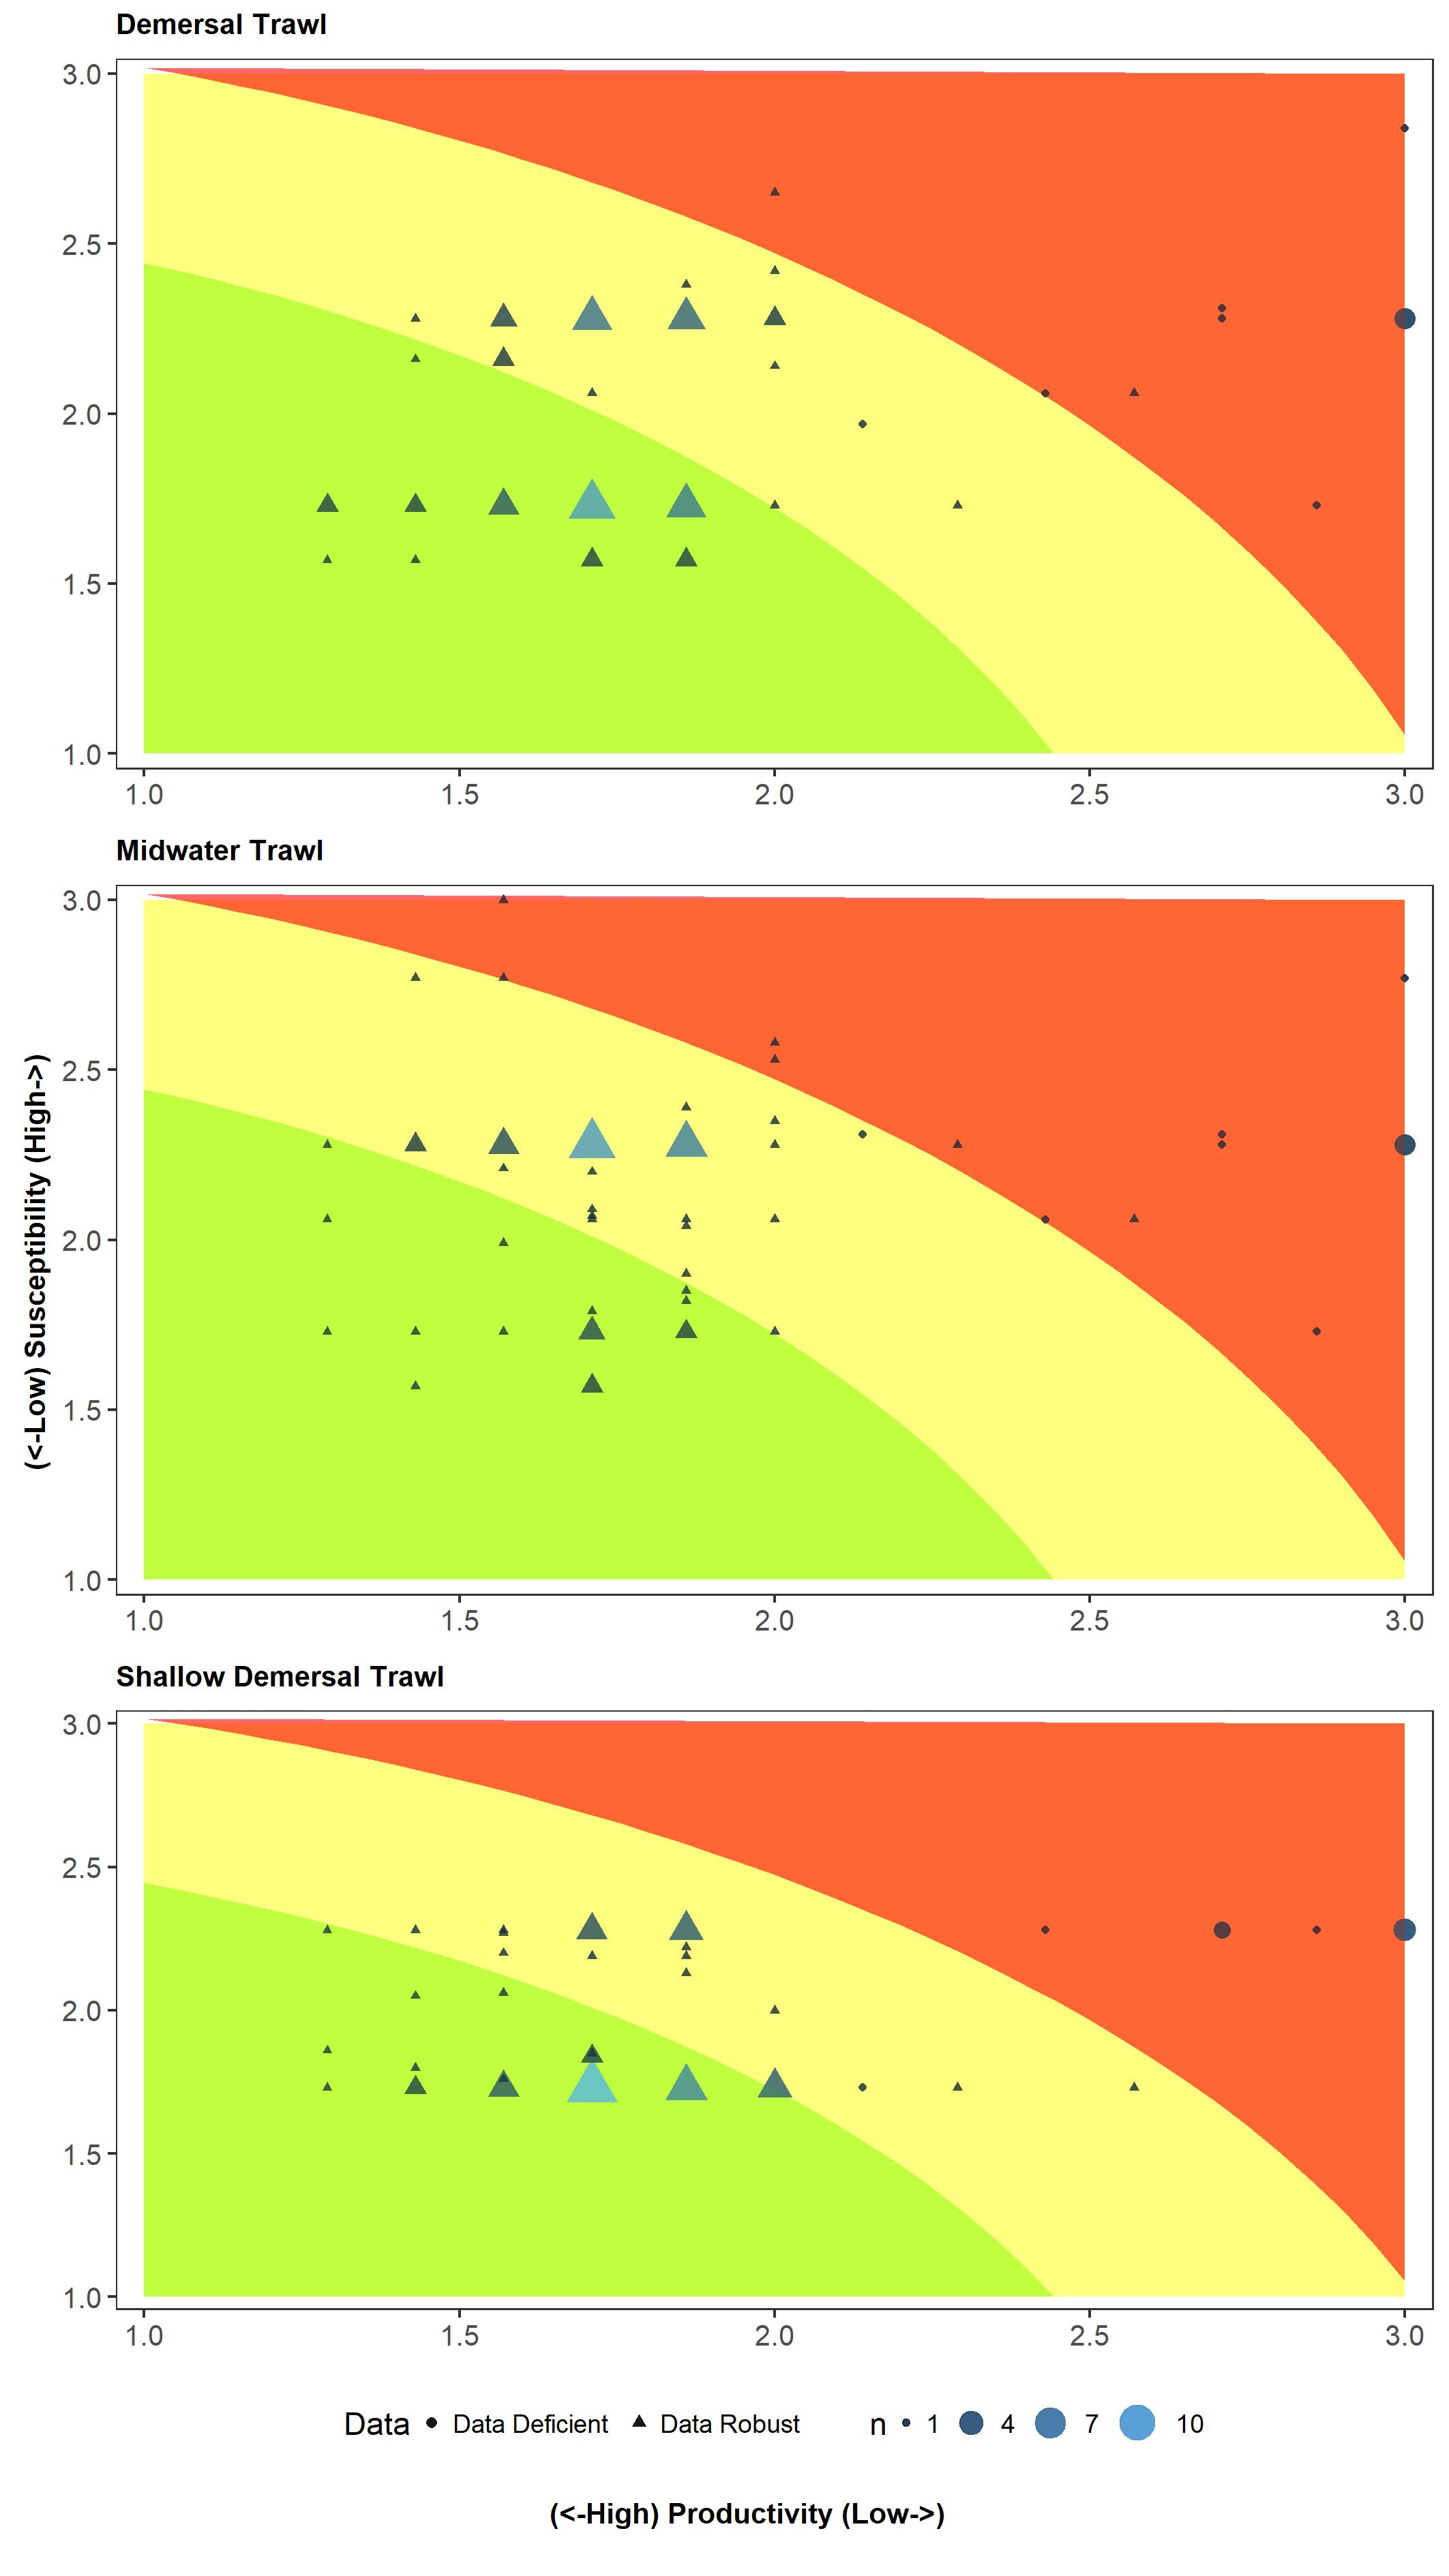 Demersal Trawl
3.0
2.5
2.0
1.5
1.0
1.0 1.5 2.0 2.5 3.0
Midwater Trawl
(<-Low) Susceptibility (High->)
3.0
2.5
2.0
1.5
1.0
1.0 1.5 2.0 2.5 3.0
Shallow Demersal Trawl
3.0
2.5
2.0
1.5
1.0
1.0 1.5 2.0 2.5 3.0
Data Data Deficient Data Robust n 1 4 7 10
(<-High) Productivity (Low->)